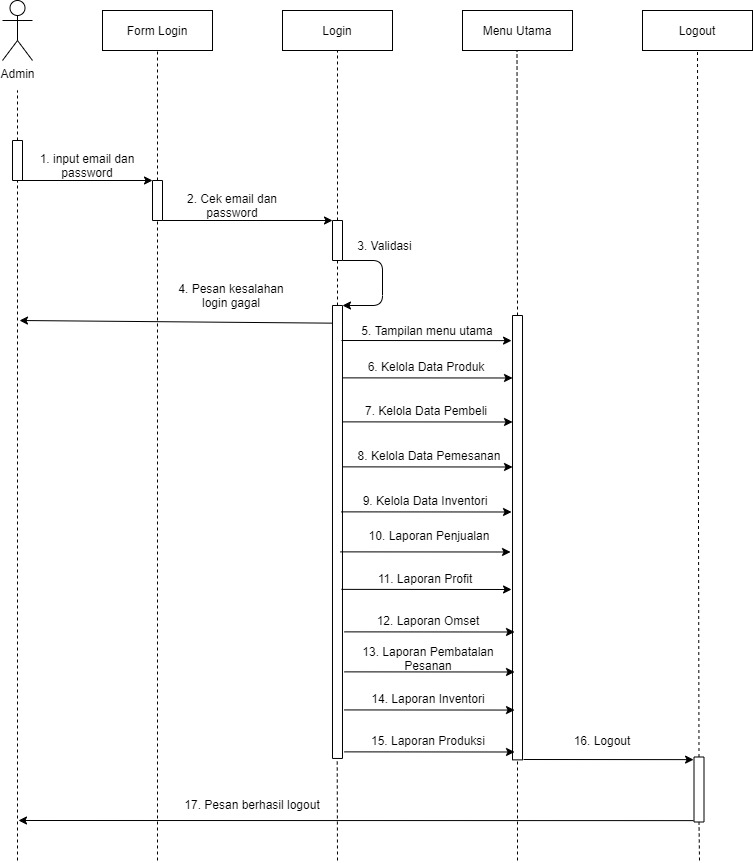 Form Login
Login
Menu Utama
Logout
Admin
1. input email dan
password
2. Cek email dan
password
3. Validasi
4. Pesan kesalahan
login gagal
5. Tampilan menu utama
6. Kelola Data Produk
7. Kelola Data Pembeli
8. Kelola Data Pemesanan
9. Kelola Data Inventori
10. Laporan Penjualan
11. Laporan Profit
12. Laporan Omset
13. Laporan Pembatalan
Pesanan
14. Laporan Inventori
15. Laporan Produksi
16. Logout
17. Pesan berhasil logout